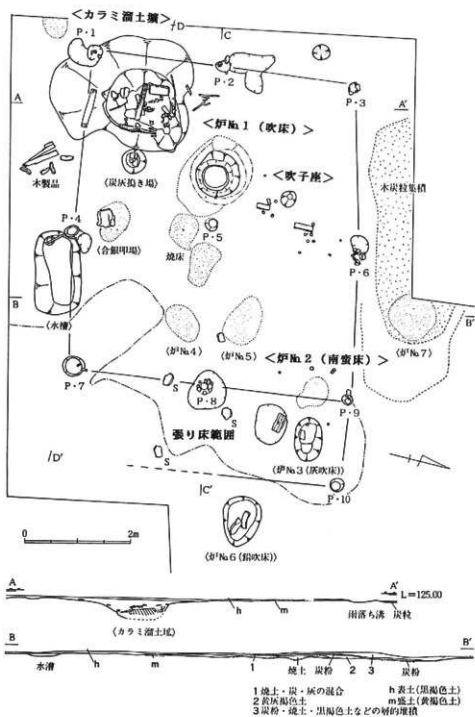 <カラミ溜土壙>
D
C
P・1
P・2
P・3
A
A'
<炉№1(吹床)>
<吹子座>
木炭粒集積
木製品
(炭灰搗き場)
P・4
(合銀吹場)
P・5
焼床
P・6
B
B'
(水槽)
(炉№4)
(炉№5)
<炉№2(南蛮床)>
(炉№7)
P・7
S
P・8
S
P・9
張り床範囲
S
(炉№3(灰吹床))
D'
P・10
C'
0 2m
(炉№6(鉛吹床))
A
A'
L=125.00
(カラミ溜土壙)
h
m
雨落ち溝
炭粒
B
B'
水漕
h
m
1
焼土
炭粉
2
3
炭粉
1 焼土・炭・灰の混合
h 表土(黒褐色土)
2 黄灰褐色土
m 盛土(黄褐色土)
3 炭粉・焼土・黒褐色土などの層的堆積